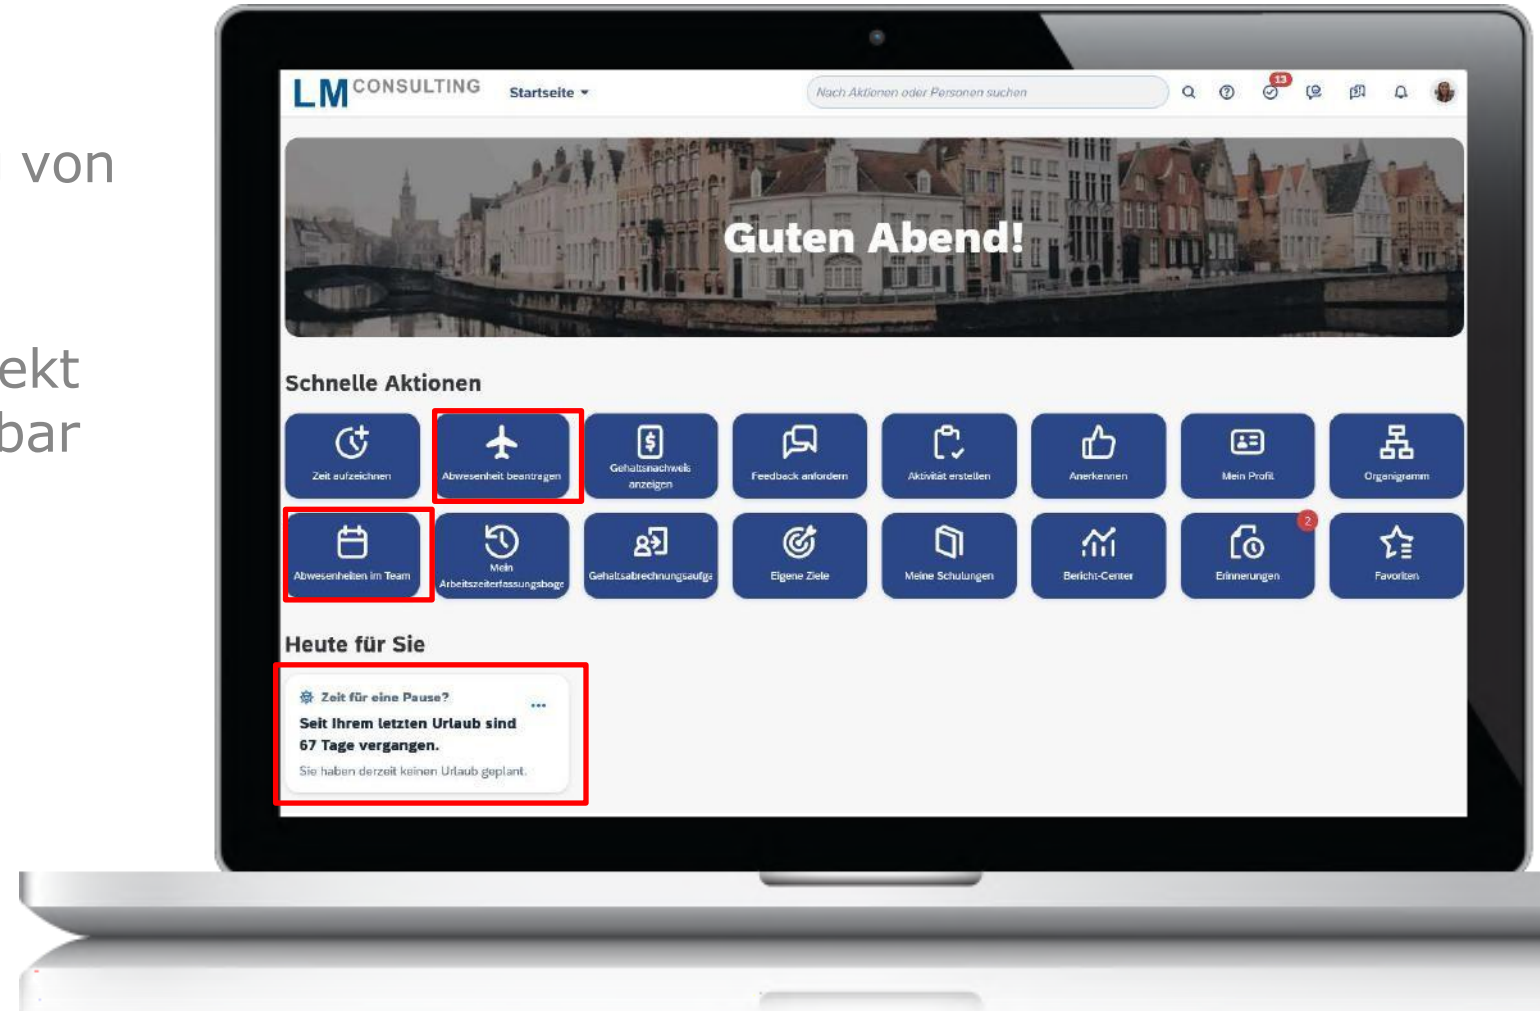 von
ekt
bar
LM CONSULTING
Startseite
Nach Aktionen oder Personen suchen
13
Guten Abend!
Schnelle Aktionen
Zeit aufzeichnen
Abwesenheit beantragen
Gehaltsnachweis
anzeigen
Feedback anfordern
Aktivität erstellen
Anerkennen
Mein Profil
Organigramm
Abwesenheiten im Team
Mein
Arbeitszeiterfassungsboge
Gehaltsabrechnungsaufga
Eigene Ziele
Meine Schulungen
Bericht-Center
2
Erinnerungen
Favoriten
Heute für Sie
Zeit für eine Pause?
Seit Ihrem letzten Urlaub sind
67 Tage vergangen.
Sie haben derzeit keinen Urlaub geplant.